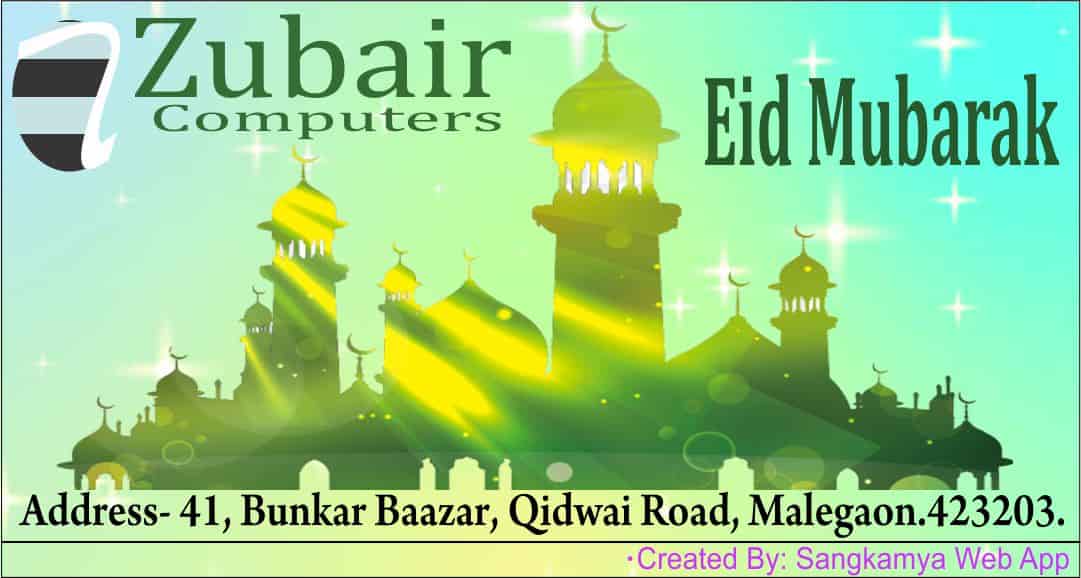 Zubair
Computers
Eid Mubarak
Address- 41, Bunkar Baazar, Qidwai Road, Malegaon.423203.
·Created By: Sangkamya Web App